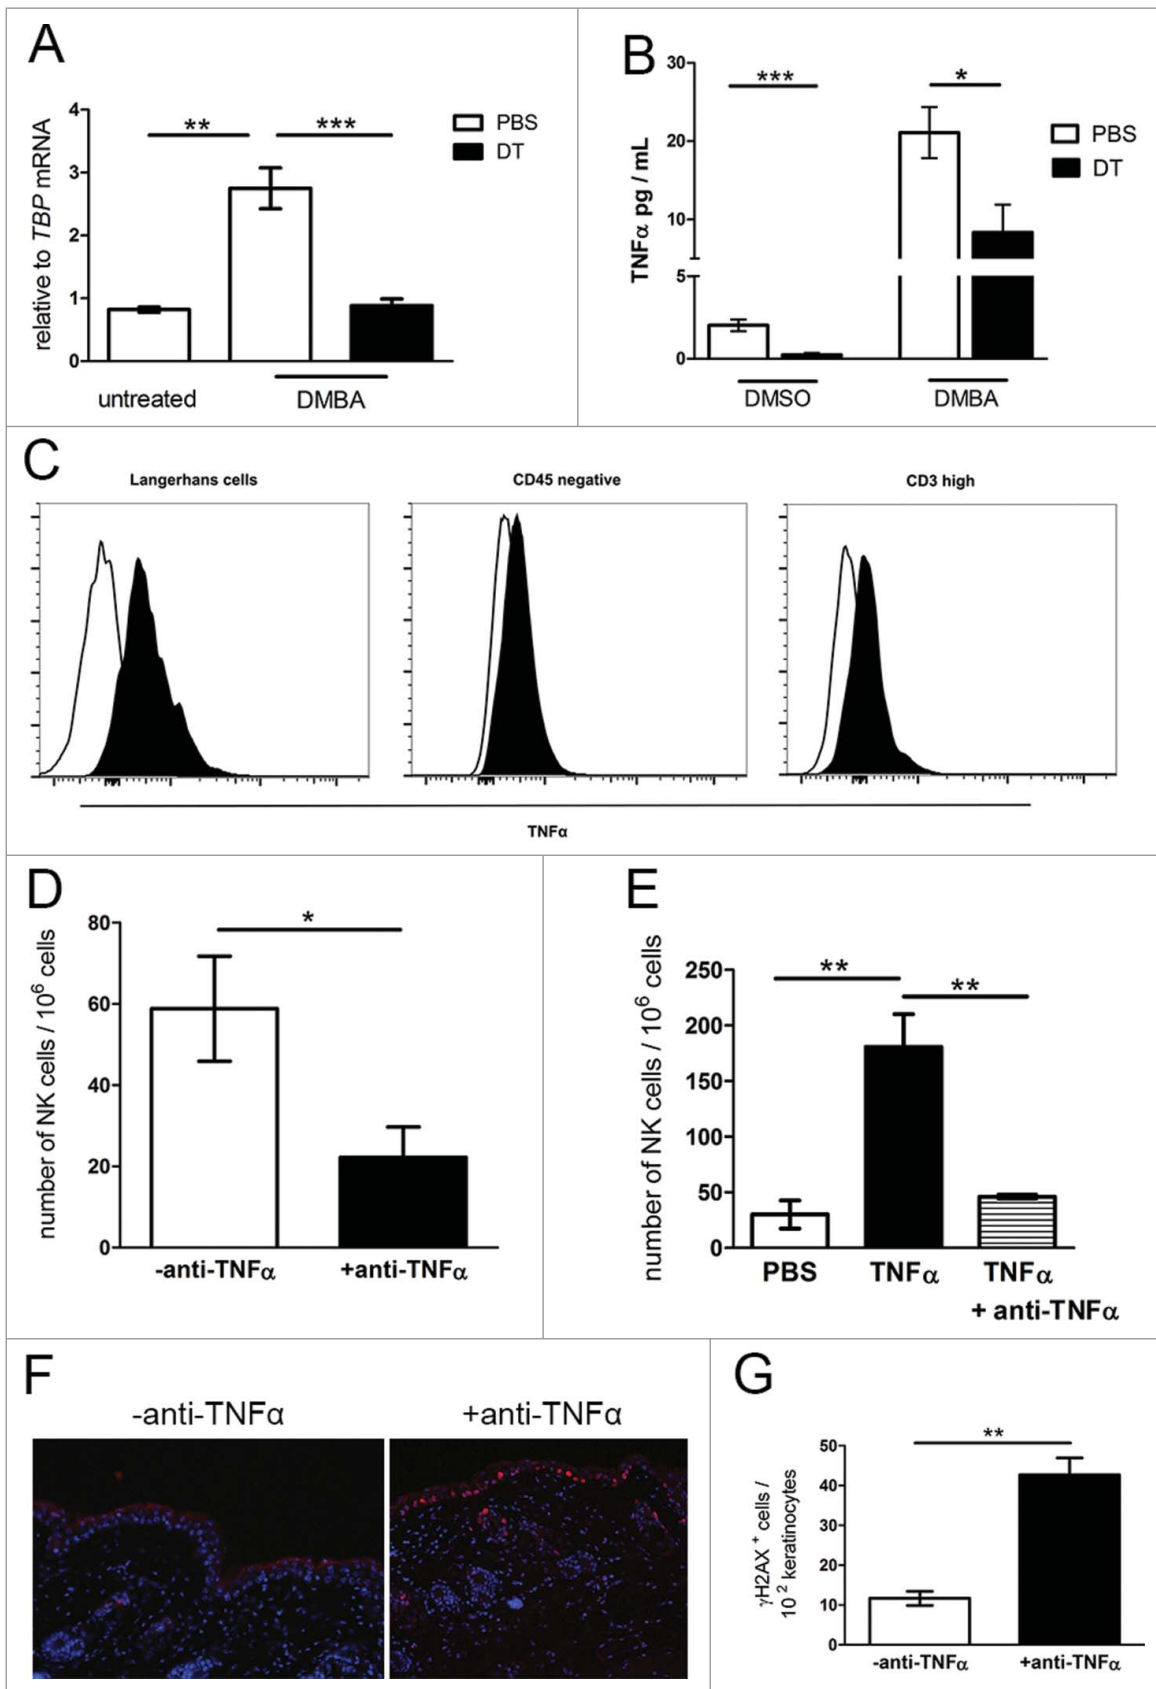 A
relative to TBP mRNA
4
3
2
1
0
**
***
PBS
DT
untreated
DMBA
B
TNFα pg / mL
30
20
10
5
0
***
*
PBS
DT
DMSO
DMBA
C
Langerhans cells
CD45 negative
CD3 high
TNFα
D
number of NK cells / 10⁶ cells
80
60
40
20
0
*
-anti-TNFα
+anti-TNFα
E
number of NK cells / 10⁶ cells
250
200
150
100
50
0
**
**
PBS
TNFα
TNFα
+ anti-TNFα
F
-anti-TNFα
+anti-TNFα
G
γH2AX⁺ cells /
10² keratinocytes
50
40
30
20
10
0
**
-anti-TNFα
+anti-TNFα